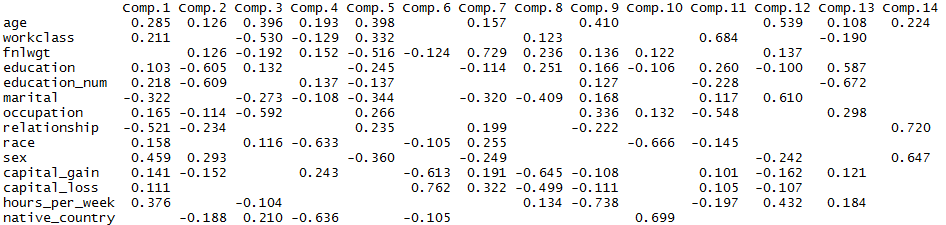 Comp.1 Comp.2 Comp.3 Comp.4 Comp.5 Comp.6 Comp.7 Comp.8 Comp.9 Comp.10 Comp.11 Comp.12 Comp.13 Comp.14
age             0.285  0.126  0.396  0.193  0.398         0.157         0.410                   0.539   0.108   0.224
workclass       0.211        -0.530 -0.129  0.332                0.123                  0.684          -0.190
fnlwgt                 0.126 -0.192  0.152 -0.516 -0.124  0.729  0.236  0.136  0.122            0.137
education       0.103 -0.605  0.132        -0.245        -0.114  0.251  0.166 -0.106   0.260  -0.100   0.587
education_num   0.218 -0.609         0.137 -0.137                       0.127          -0.228          -0.672
marital        -0.322        -0.273 -0.108 -0.344        -0.320 -0.409  0.168           0.117   0.610
occupation      0.165 -0.114 -0.592         0.266                       0.336  0.132  -0.548           0.298
relationship   -0.521 -0.234                0.235         0.199        -0.222                                   0.720
race            0.158         0.116 -0.633        -0.105  0.255               -0.666  -0.145
sex             0.459  0.293               -0.360        -0.249                                -0.242           0.647
capital_gain    0.141 -0.152         0.243        -0.613  0.191 -0.645 -0.108           0.101  -0.162   0.121
capital_loss    0.111                              0.762  0.322 -0.499 -0.111           0.105  -0.107
hours_per_week  0.376        -0.104                              0.134 -0.738          -0.197   0.432   0.184
native_country        -0.188  0.210 -0.636        -0.105                       0.699